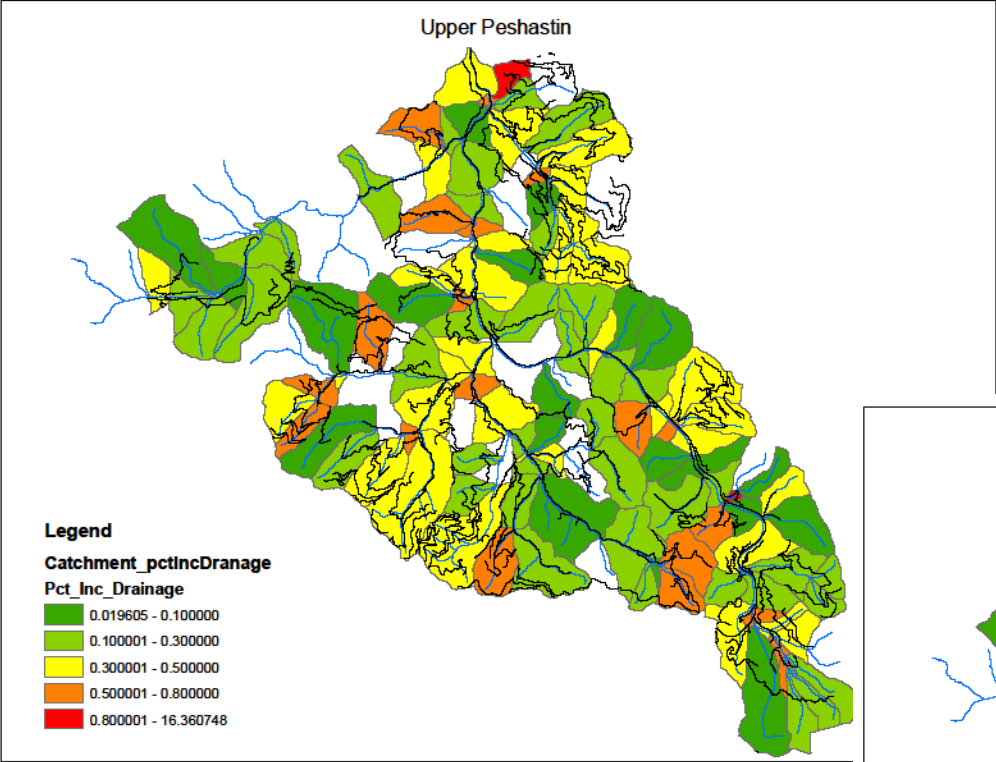 Upper Peshastin
Legend
Catchment_pctIncDranage
Pct_Inc_Drainage
0.019605 - 0.100000
0.100001 - 0.300000
0.300001 - 0.500000
0.500001 - 0.800000
0.800001 - 16.360748